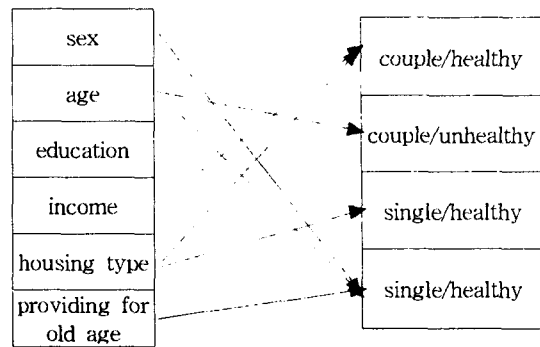 sex
age
education
income
housing type
providing for
old age
couple/healthy
couple/unhealthy
single/healthy
single/healthy